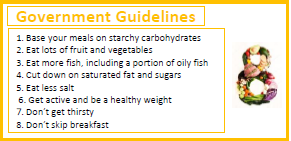 Government Guidelines
1. Base your meals on starchy carbohydrates
2. Eat lots of fruit and vegetables
3. Eat more fish, including a portion of oily fish
4. Cut down on saturated fat and sugars
5. Eat less salt
6. Get active and be a healthy weight
7. Don't get thirsty
8. Don't skip breakfast
8